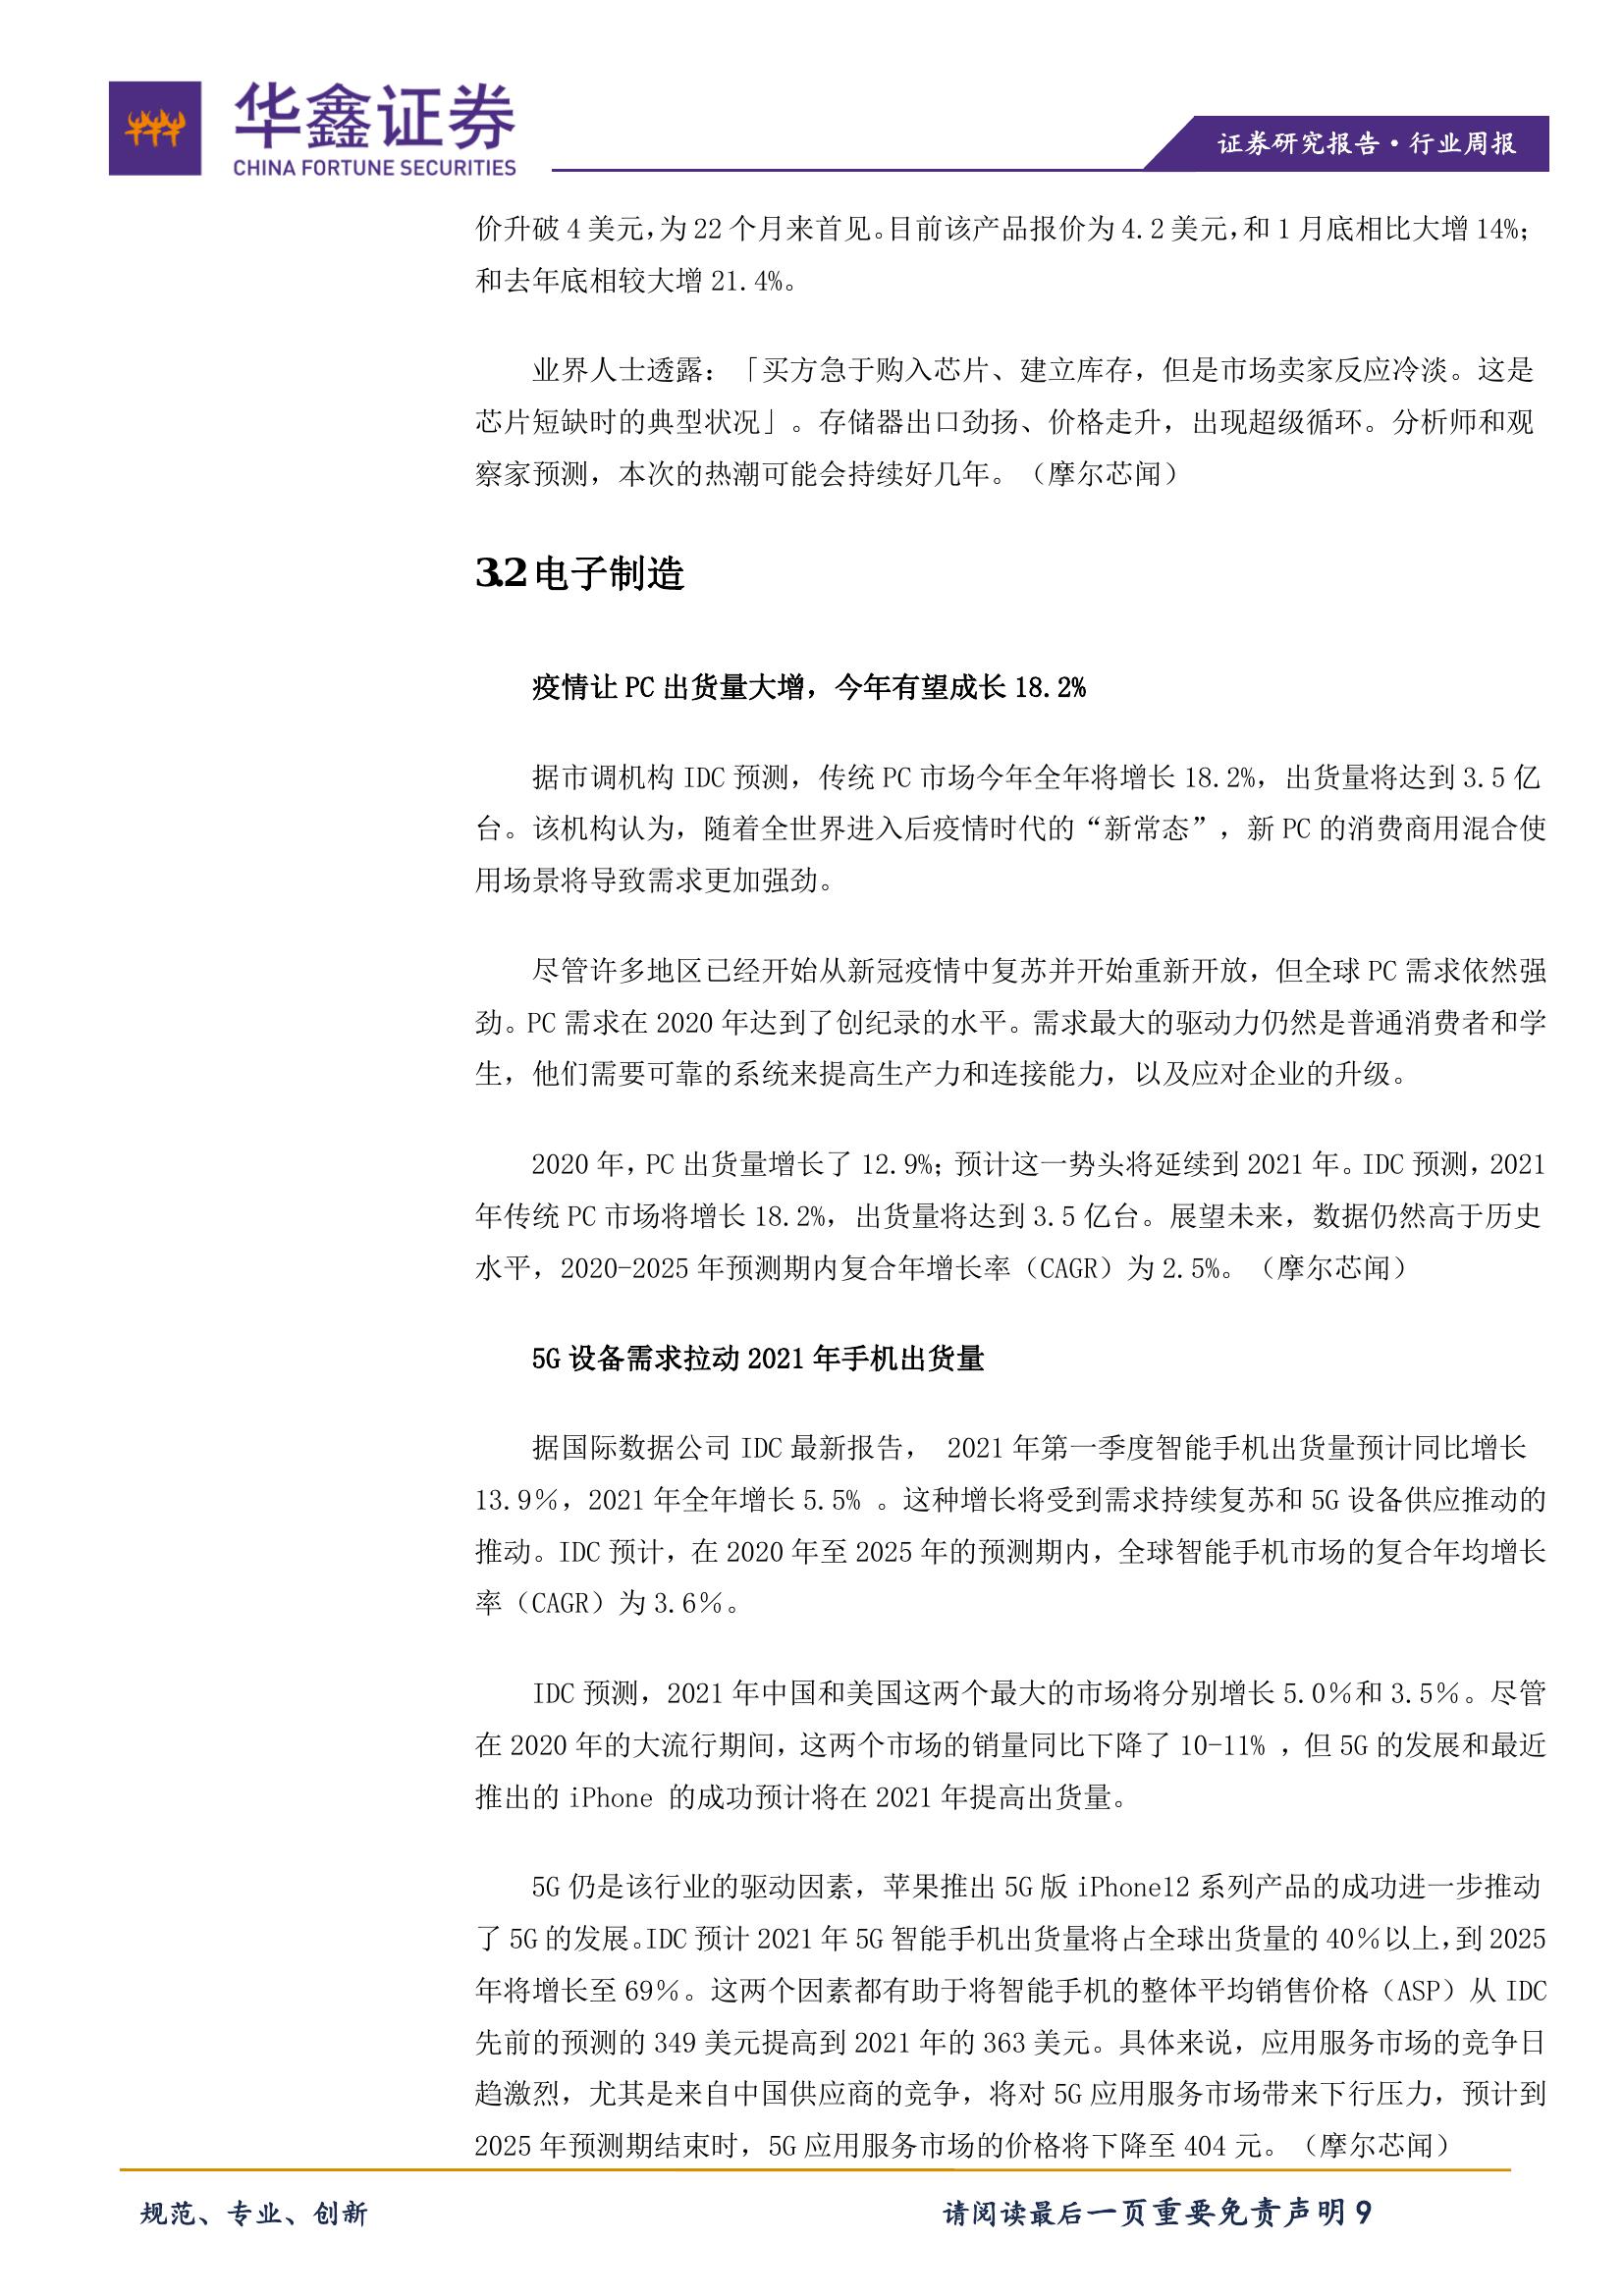 华鑫证券
CHINA FORTUNE SECURITIES
证券研究报告·行业周报
价升破 4 美元，为 22 个月来首见。目前该产品报价为 4.2 美元，和 1 月底相比大增 14%；
和去年底相较大增 21.4%。
业界人士透露：「买方急于购入芯片、建立库存，但是市场卖家反应冷淡。这是
芯片短缺时的典型状况」。存储器出口劲扬、价格走升，出现超级循环。分析师和观
察家预测，本次的热潮可能会持续好几年。（摩尔芯闻）
3.2 电子制造
疫情让 PC 出货量大增，今年有望成长 18.2%
据市调机构 IDC 预测，传统 PC 市场今年全年将增长 18.2%，出货量将达到 3.5 亿
台。该机构认为，随着全世界进入后疫情时代的“新常态”，新 PC 的消费商用混合使
用场景将导致需求更加强劲。
尽管许多地区已经开始从新冠疫情中复苏并开始重新开放，但全球 PC 需求依然强
劲。PC 需求在 2020 年达到了创纪录的水平。需求最大的驱动力仍然是普通消费者和学
生，他们需要可靠的系统来提高生产力和连接能力，以及应对企业的升级。
2020 年，PC 出货量增长了 12.9%；预计这一势头将延续到 2021 年。IDC 预测，2021
年传统 PC 市场将增长 18.2%，出货量将达到 3.5 亿台。展望未来，数据仍然高于历史
水平，2020-2025 年预测期内复合年增长率（CAGR）为 2.5%。（摩尔芯闻）
5G 设备需求拉动 2021 年手机出货量
据国际数据公司 IDC 最新报告， 2021 年第一季度智能手机出货量预计同比增长
13.9％，2021 年全年增长 5.5% 。这种增长将受到需求持续复苏和 5G 设备供应推动的
推动。IDC 预计，在 2020 年至 2025 年的预测期内，全球智能手机市场的复合年均增长
率（CAGR）为 3.6％。
IDC 预测，2021 年中国和美国这两个最大的市场将分别增长 5.0％和 3.5％。尽管
在 2020 年的大流行期间，这两个市场的销量同比下降了 10-11% ，但 5G 的发展和最近
推出的 iPhone 的成功预计将在 2021 年提高出货量。
5G 仍是该行业的驱动因素，苹果推出 5G 版 iPhone12 系列产品的成功进一步推动
了 5G 的发展。IDC 预计 2021 年 5G 智能手机出货量将占全球出货量的 40％以上，到 2025
年将增长至 69％。这两个因素都有助于将智能手机的整体平均销售价格（ASP）从 IDC
先前的预测的 349 美元提高到 2021 年的 363 美元。具体来说，应用服务市场的竞争日
趋激烈，尤其是来自中国供应商的竞争，将对 5G 应用服务市场带来下行压力，预计到
2025 年预测期结束时，5G 应用服务市场的价格将下降至 404 元。（摩尔芯闻）
规范、专业、创新
请阅读最后一页重要免责声明 9